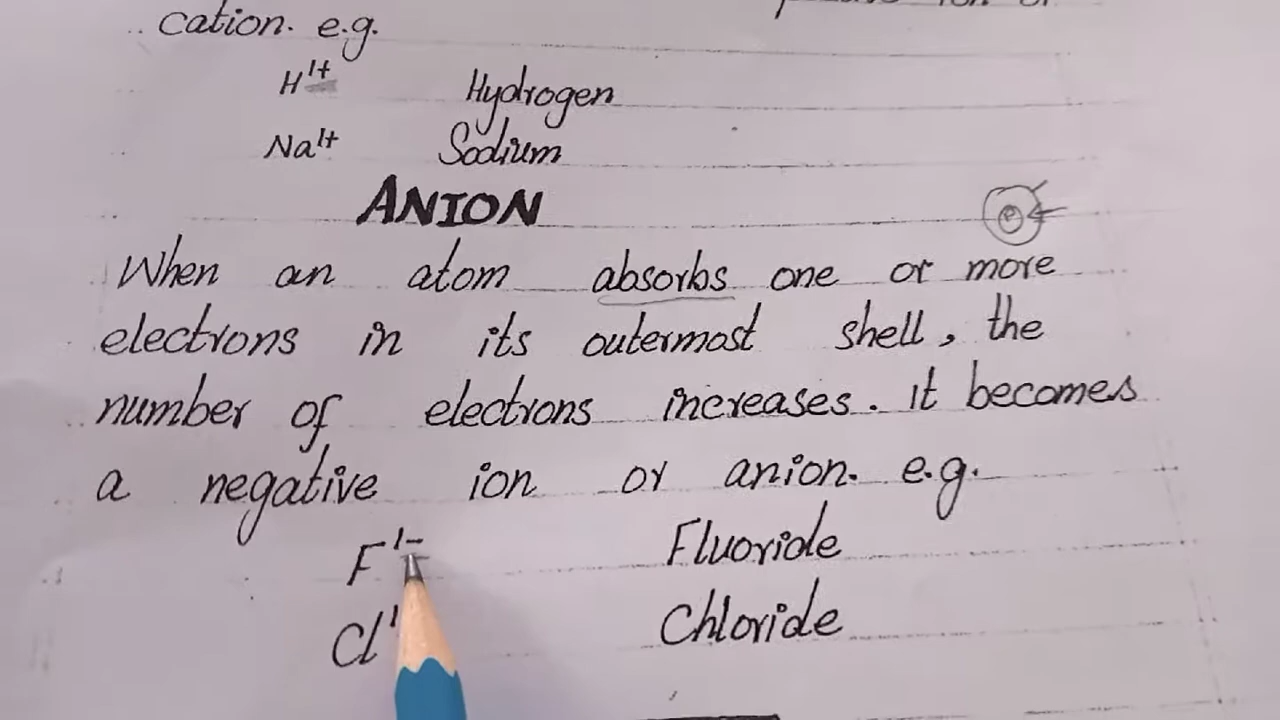 cation. e.g.
H¹⁺ Hydrogen
Na¹⁺ Sodium
ANION
e
When an atom absorbs one or more
electrons in its outermost shell, the
number of electrons increases. it becomes
a negative ion or anion. e.g.
F¹⁻ Fluoride
Cl¹ Chloride